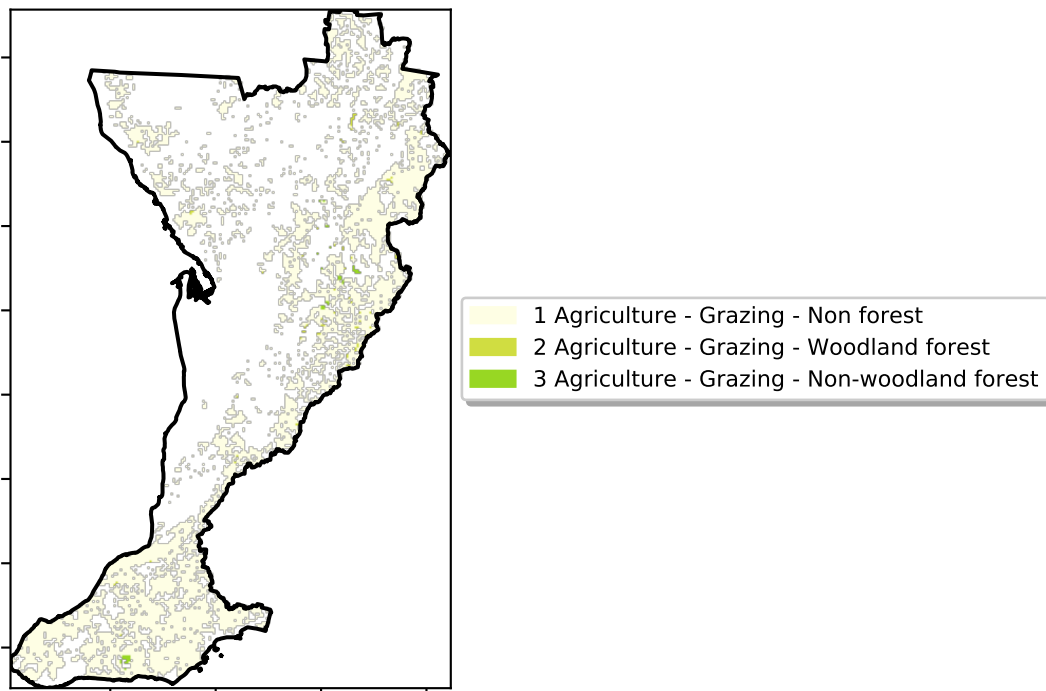 1 Agriculture - Grazing - Non forest
2 Agriculture - Grazing - Woodland forest
3 Agriculture - Grazing - Non-woodland forest